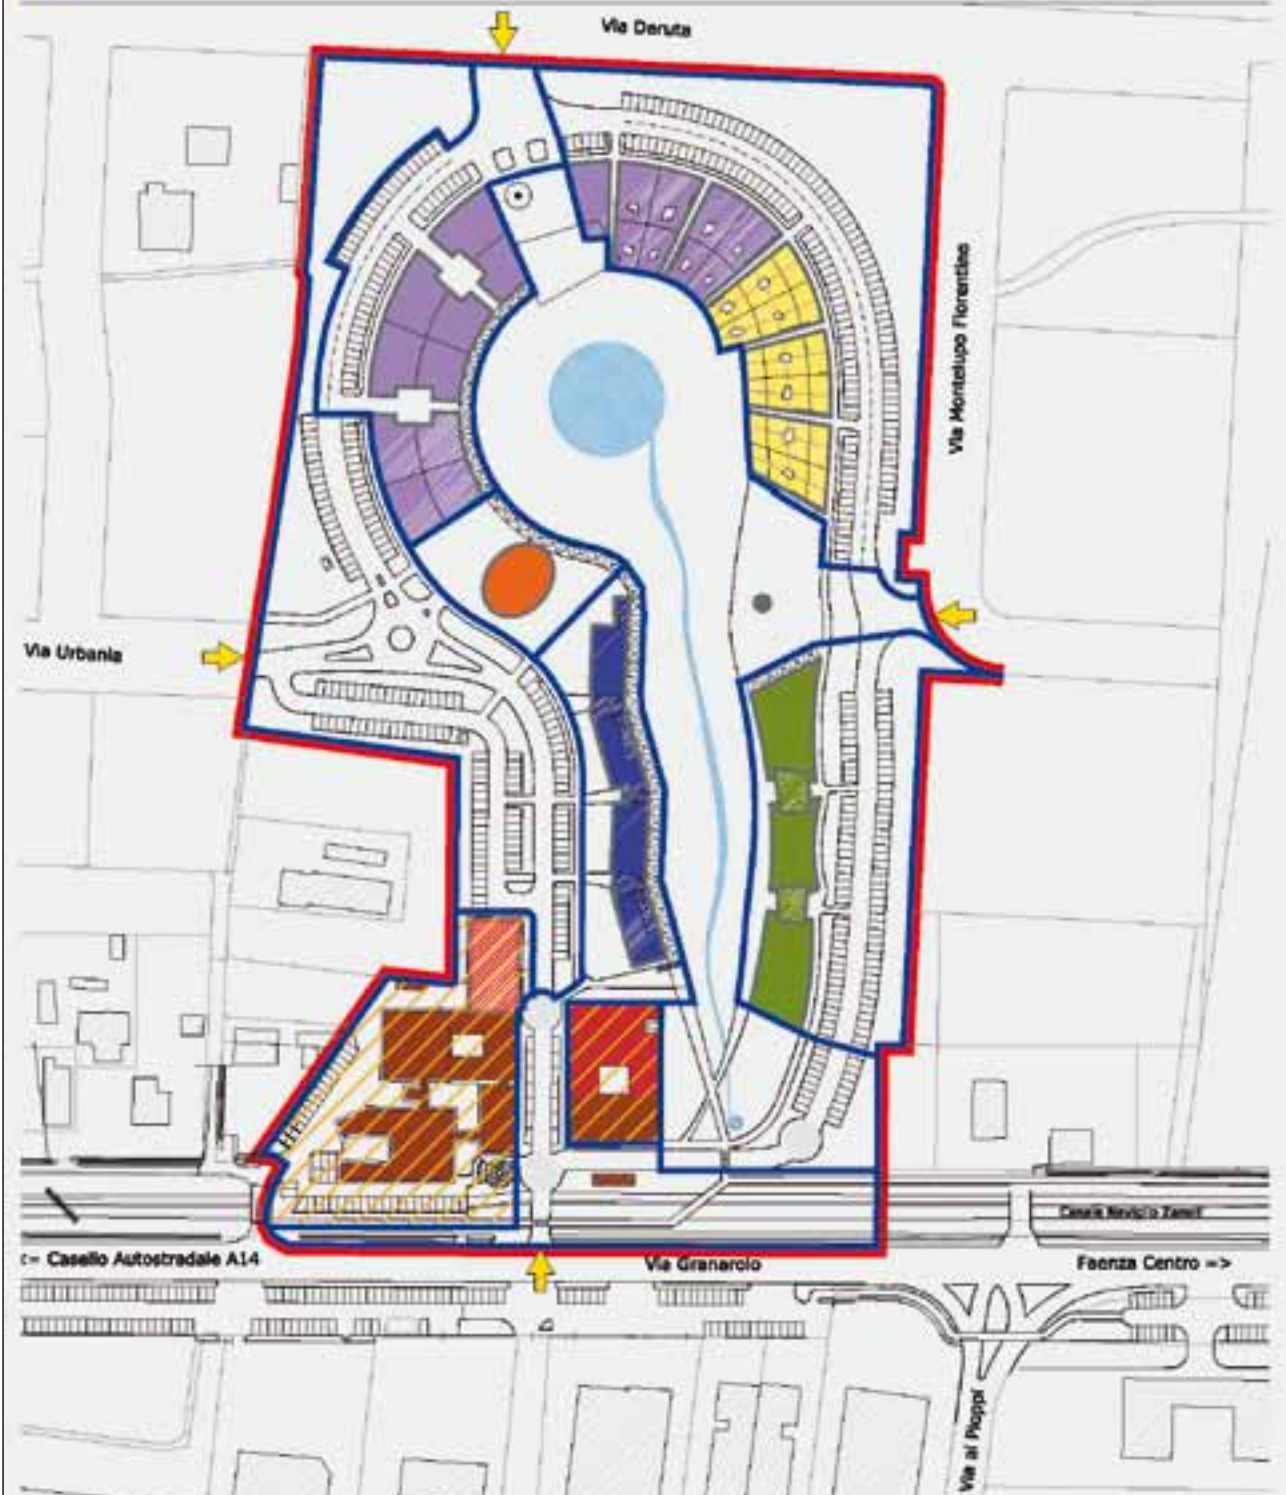 Via Deruta
Via Montelupo Fiorentino
Via Urbania
Canale Naviglio Zanelli
<= Casello Autostradale A14
Via Granarolo
Faenza Centro =>
Via ai Pioppi